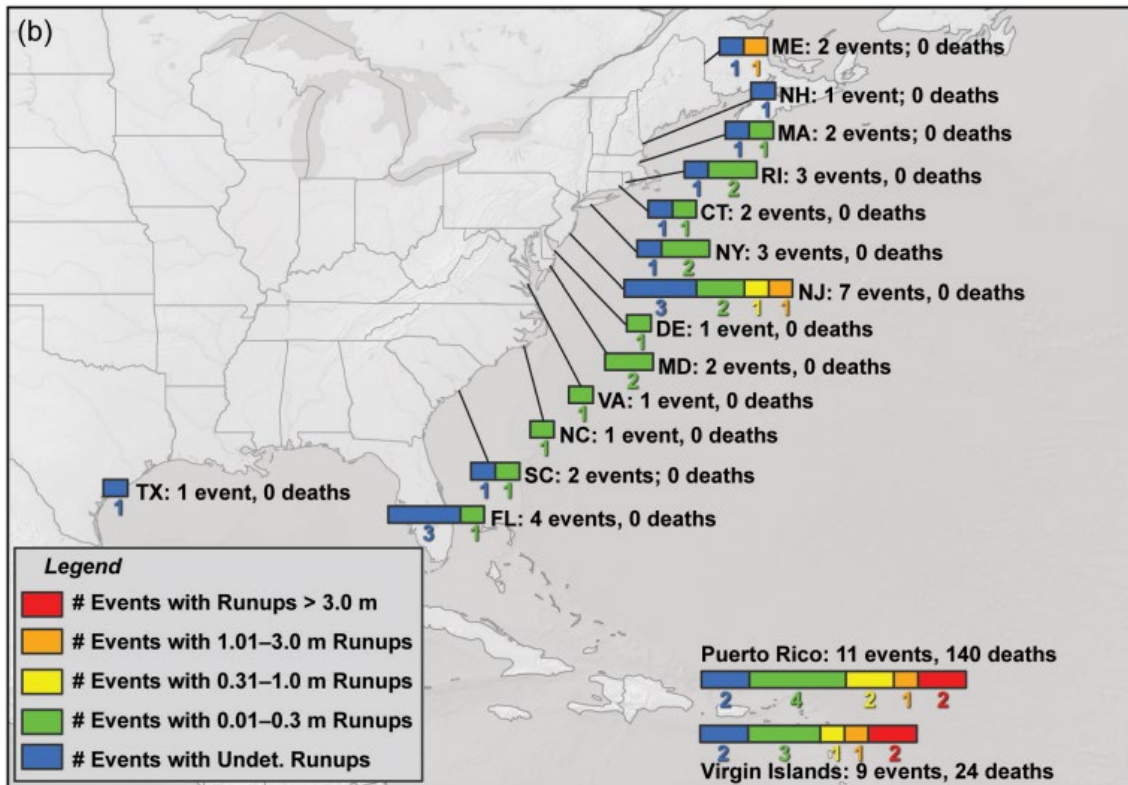 (b)
ME: 2 events; 0 deaths
1 1
NH: 1 event; 0 deaths
1
MA: 2 events; 0 deaths
1 1
RI: 3 events, 0 deaths
1 2
CT: 2 events, 0 deaths
1 1
NY: 3 events, 0 deaths
1 2
NJ: 7 events, 0 deaths
3 2 1 1
DE: 1 event, 0 deaths
1
MD: 2 events, 0 deaths
2
VA: 1 event, 0 deaths
1
NC: 1 event, 0 deaths
1
SC: 2 events; 0 deaths
1 1
TX: 1 event, 0 deaths
1
FL: 4 events, 0 deaths
3 1
Legend
# Events with Runups > 3.0 m
# Events with 1.01–3.0 m Runups
# Events with 0.31–1.0 m Runups
# Events with 0.01–0.3 m Runups
# Events with Undet. Runups
Puerto Rico: 11 events, 140 deaths
2 4 2 1 2
2 3 1 1 2
Virgin Islands: 9 events, 24 deaths